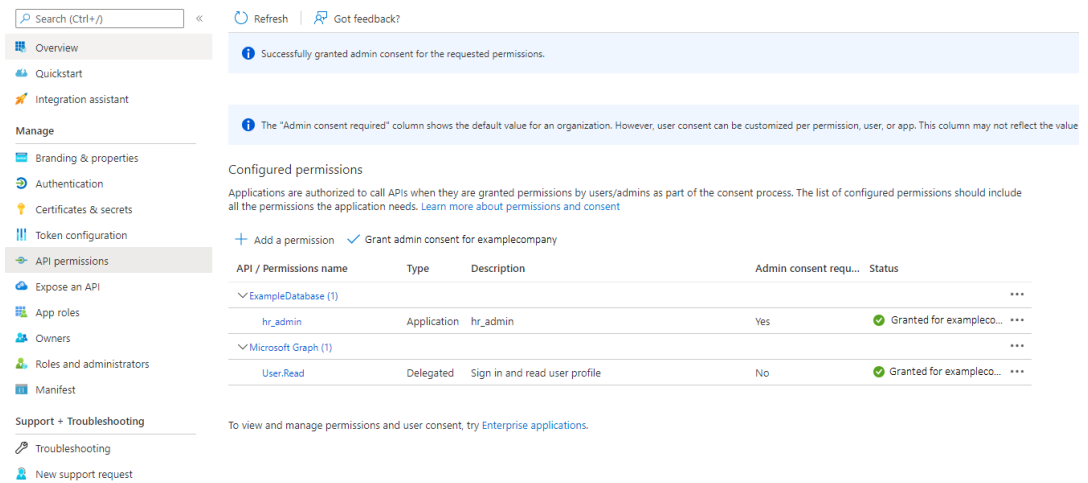 Search (Ctrl+/)
«
Overview
Quickstart
Integration assistant
Manage
Branding & properties
Authentication
Certificates & secrets
Token configuration
API permissions
Expose an API
App roles
Owners
Roles and administrators
Manifest
Support + Troubleshooting
Troubleshooting
New support request
Refresh Got feedback?
Successfully granted admin consent for the requested permissions.
The "Admin consent required" column shows the default value for an organization. However, user consent can be customized per permission, user, or app. This column may not reflect the value
Configured permissions
Applications are authorized to call APIs when they are granted permissions by users/admins as part of the consent process. The list of configured permissions should include
all the permissions the application needs. Learn more about permissions and consent
Add a permission Grant admin consent for examplecompany
API / Permissions name Type Description Admin consent requ... Status
ExampleDatabase (1) ...
hr_admin Application hr_admin Yes Granted for exampleco... ...
Microsoft Graph (1) ...
User.Read Delegated Sign in and read user profile No Granted for exampleco... ...
To view and manage permissions and user consent, try Enterprise applications.